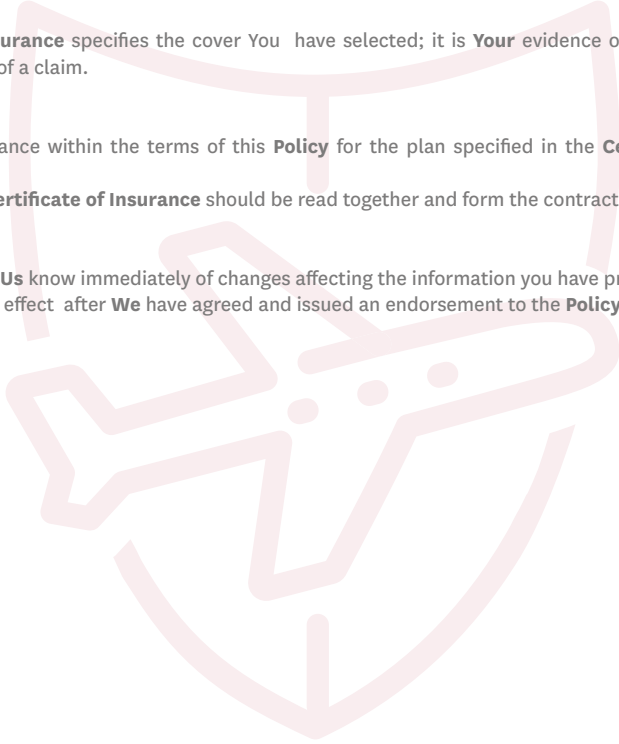 urance specifies the cover You have selected; it is Your evidence o
of a claim.
ance within the terms of this Policy for the plan specified in the Ce
ertificate of Insurance should be read together and form the contract
Us know immediately of changes affecting the information you have pr
effect after We have agreed and issued an endorsement to the Policy